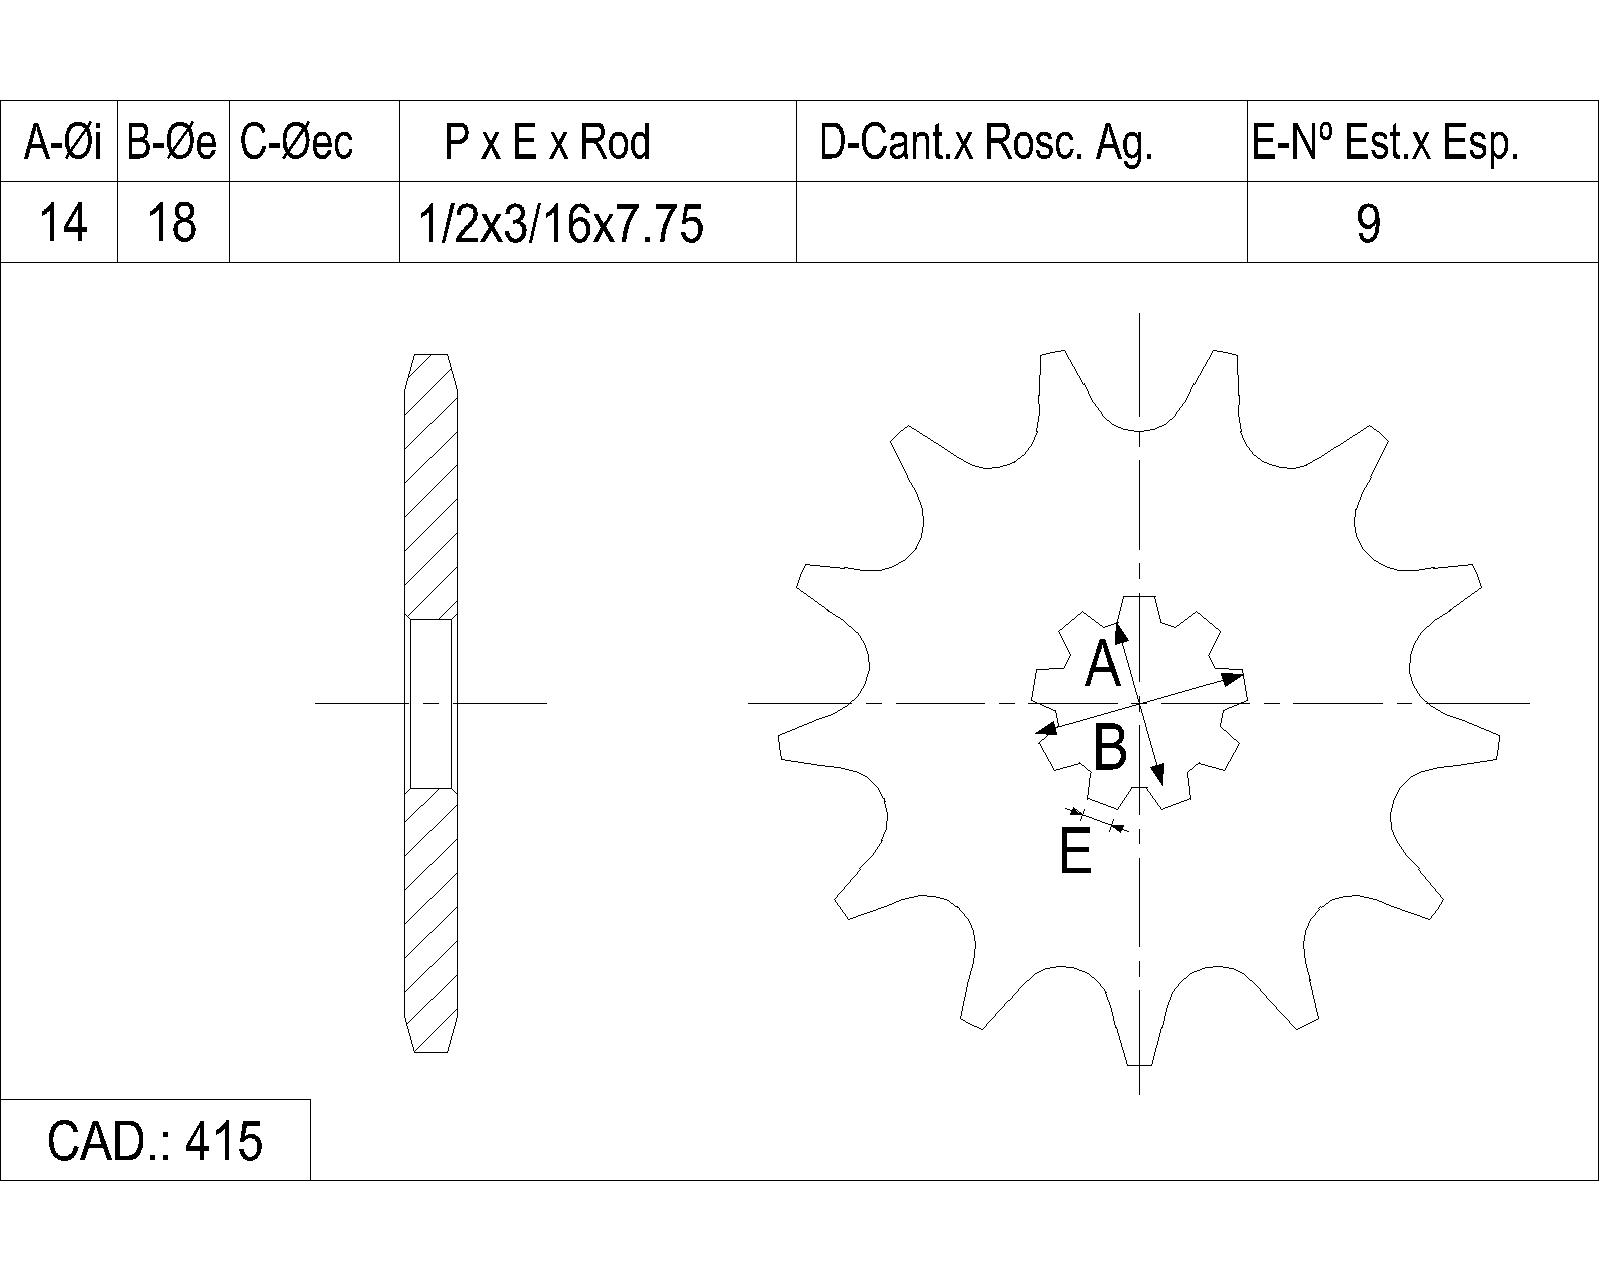 A-Øi B-Øe C-Øec P x E x Rod D-Cant.x Rosc. Ag. E-Nº Est.x Esp.
14 18 1/2x3/16x7.75 9
A
B
E
CAD.: 415